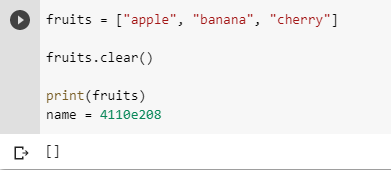 fruits = ["apple", "banana", "cherry"]
fruits.clear()
print(fruits)
name = 4110e208
[]